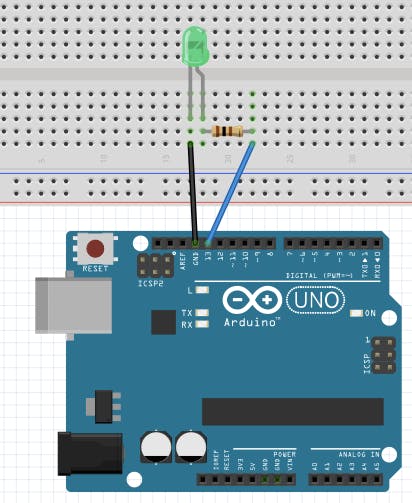 5 10 15 20 25 30
AREF GND 13 12 ~11 ~10 ~9 8 7 ~6 ~5 4 ~3 2 TX0▶1 RX0◀0
RESET
ICSP2
DIGITAL (PWM=~)
L
TX
RX
UNO
ON
Arduino™
1
ICSP
IOREF RESET 3V3 5V GND GND VIN A0 A1 A2 A3 A4 A5
POWER ANALOG IN